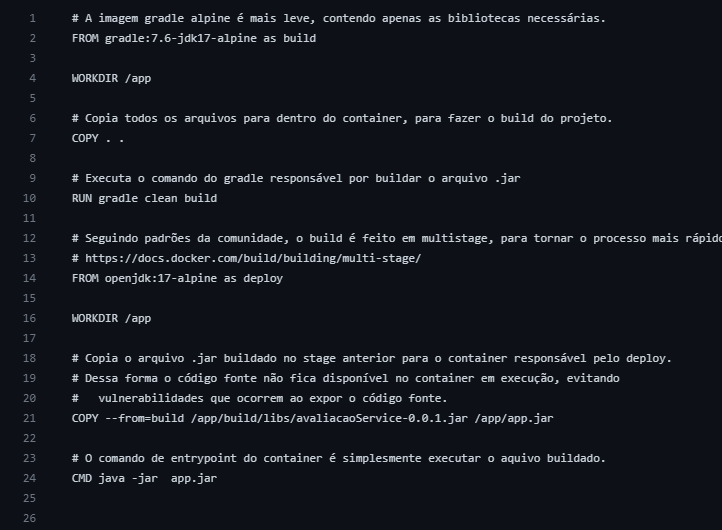 1 # A imagem gradle alpine é mais leve, contendo apenas as bibliotecas necessárias.
2 FROM gradle:7.6-jdk17-alpine as build
3
4 WORKDIR /app
5
6 # Copia todos os arquivos para dentro do container, para fazer o build do projeto.
7 COPY . .
8
9 # Executa o comando do gradle responsável por buildar o arquivo .jar
10 RUN gradle clean build
11
12 # Seguindo padrões da comunidade, o build é feito em multistage, para tornar o processo mais rápido
13 # https://docs.docker.com/build/building/multi-stage/
14 FROM openjdk:17-alpine as deploy
15
16 WORKDIR /app
17
18 # Copia o arquivo .jar buildado no stage anterior para o container responsável pelo deploy.
19 # Dessa forma o código fonte não fica disponível no container em execução, evitando
20 #   vulnerabilidades que ocorrem ao expor o código fonte.
21 COPY --from=build /app/build/libs/avaliacaoService-0.0.1.jar /app/app.jar
22
23 # O comando de entrypoint do container é simplesmente executar o aquivo buildado.
24 CMD java -jar  app.jar
25
26